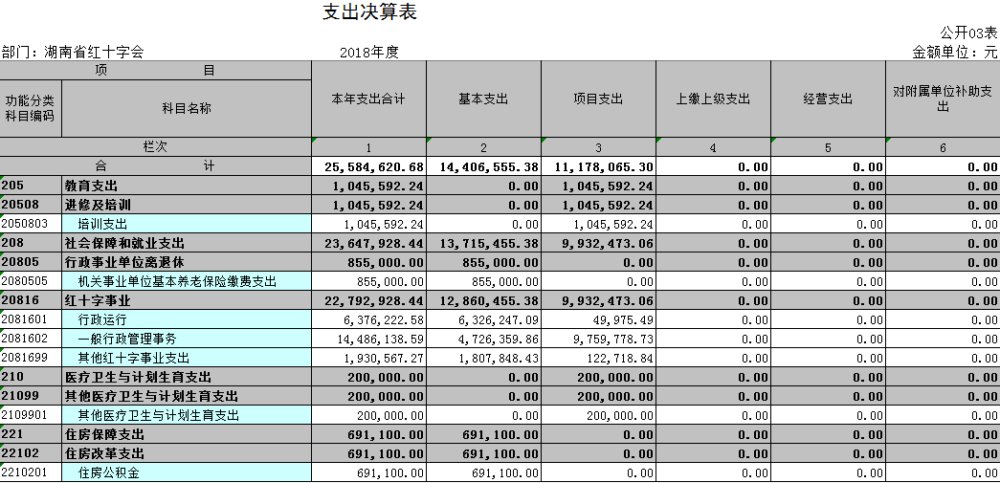 支出决算表
公开03表
部门：湖南省红十字会 2018年度 金额单位：元
项 目 本年支出合计 基本支出 项目支出 上缴上级支出 经营支出 对附属单位补助支出
功能分类科目编码 科目名称
栏次 1 2 3 4 5 6
合 计 25,584,620.68 14,406,555.38 11,178,065.30 0.00 0.00 0.00
205 教育支出 1,045,592.24 0.00 1,045,592.24 0.00 0.00 0.00
20508 进修及培训 1,045,592.24 0.00 1,045,592.24 0.00 0.00 0.00
2050803 培训支出 1,045,592.24 0.00 1,045,592.24 0.00 0.00 0.00
208 社会保障和就业支出 23,647,928.44 13,715,455.38 9,932,473.06 0.00 0.00 0.00
20805 行政事业单位离退休 855,000.00 855,000.00 0.00 0.00 0.00 0.00
2080505 机关事业单位基本养老保险缴费支出 855,000.00 855,000.00 0.00 0.00 0.00 0.00
20816 红十字事业 22,792,928.44 12,860,455.38 9,932,473.06 0.00 0.00 0.00
2081601 行政运行 6,376,222.58 6,326,247.09 49,975.49 0.00 0.00 0.00
2081602 一般行政管理事务 14,486,138.59 4,726,359.86 9,759,778.73 0.00 0.00 0.00
2081699 其他红十字事业支出 1,930,567.27 1,807,848.43 122,718.84 0.00 0.00 0.00
210 医疗卫生与计划生育支出 200,000.00 0.00 200,000.00 0.00 0.00 0.00
21099 其他医疗卫生与计划生育支出 200,000.00 0.00 200,000.00 0.00 0.00 0.00
2109901 其他医疗卫生与计划生育支出 200,000.00 0.00 200,000.00 0.00 0.00 0.00
221 住房保障支出 691,100.00 691,100.00 0.00 0.00 0.00 0.00
22102 住房改革支出 691,100.00 691,100.00 0.00 0.00 0.00 0.00
2210201 住房公积金 691,100.00 691,100.00 0.00 0.00 0.00 0.00